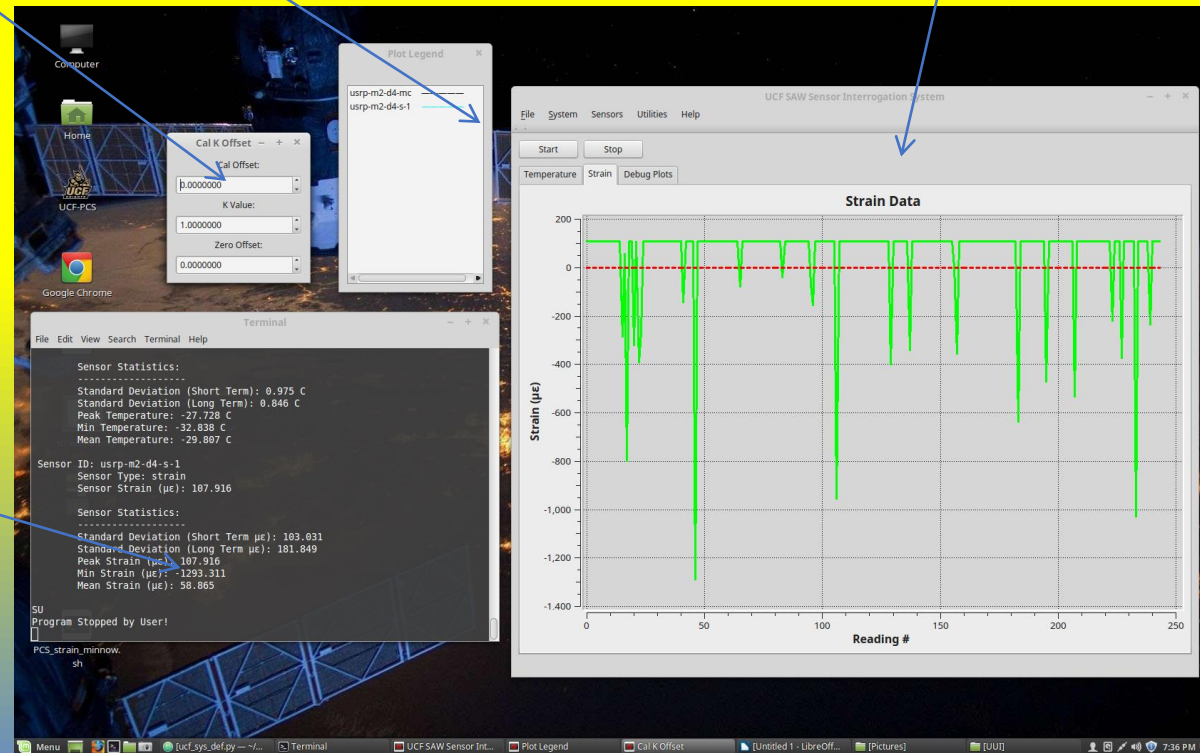 Computer
Home
UCF
UCF-PCS
Google Chrome
Cal K Offset
Cal Offset:
0.0000000
K Value:
1.0000000
Zero Offset:
0.0000000
Plot Legend
usrp-m2-d4-mc
usrp-m2-d4-s-1
UCF SAW Sensor Interrogation System
File System Sensors Utilities Help
Start Stop
Temperature Strain Debug Plots
Strain Data
Strain (µε)
200
0
-200
-400
-600
-800
-1,000
-1,200
-1,400
0 50 100 150 200 250
Reading #
Terminal
File Edit View Search Terminal Help
Sensor Statistics:
-------------------
Standard Deviation (Short Term): 0.975 C
Standard Deviation (Long Term): 0.846 C
Peak Temperature: -27.728 C
Min Temperature: -32.838 C
Mean Temperature: -29.807 C
Sensor ID: usrp-m2-d4-s-1
Sensor Type: strain
Sensor Strain (µε): 107.916
Sensor Statistics:
-------------------
Standard Deviation (Short Term µε): 103.031
Standard Deviation (Long Term µε): 181.849
Peak Strain (µε): 107.916
Min Strain (µε): -1293.311
Mean Strain (µε): 58.865
SU
Program Stopped by User!
PCS_strain_minnow.
sh
Menu [ucf_sys_def.py — ~/... Terminal UCF SAW Sensor Int... Plot Legend Cal K Offset [Untitled 1 - LibreOff... [Pictures] [UUI] 7:36 PM